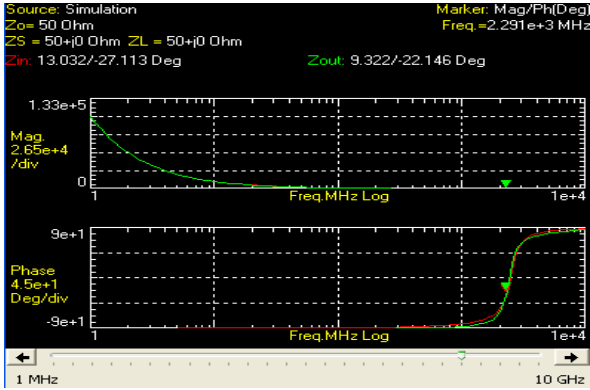 Source: Simulation Marker: Mag/Ph(Deg)
Zo= 50 Ohm Freq.=2.291e+3 MHz
ZS = 50+j0 Ohm ZL = 50+j0 Ohm
Zin: 13.032/-27.113 Deg Zout: 9.322/-22.146 Deg
1.33e+5
Mag.
2.65e+4
/div
0
1 Freq.MHz Log 1e+4
9e+1
Phase
4.5e+1
Deg/div
-9e+1
1 Freq.MHz Log 1e+4
1 MHz 10 GHz